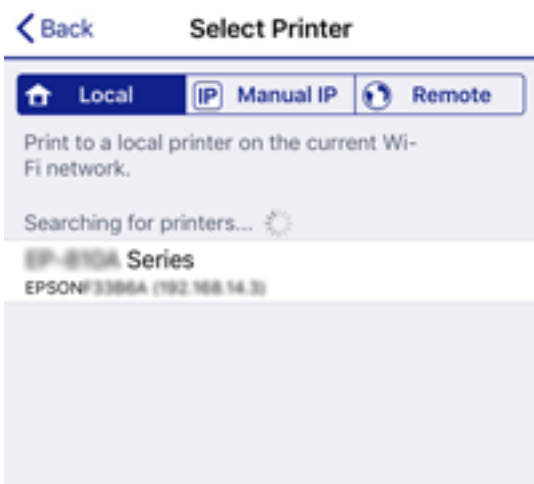 Back
Select Printer
Local
IP Manual IP
Remote
Print to a local printer on the current Wi-
Fi network.
Searching for printers...
Series
EPSON